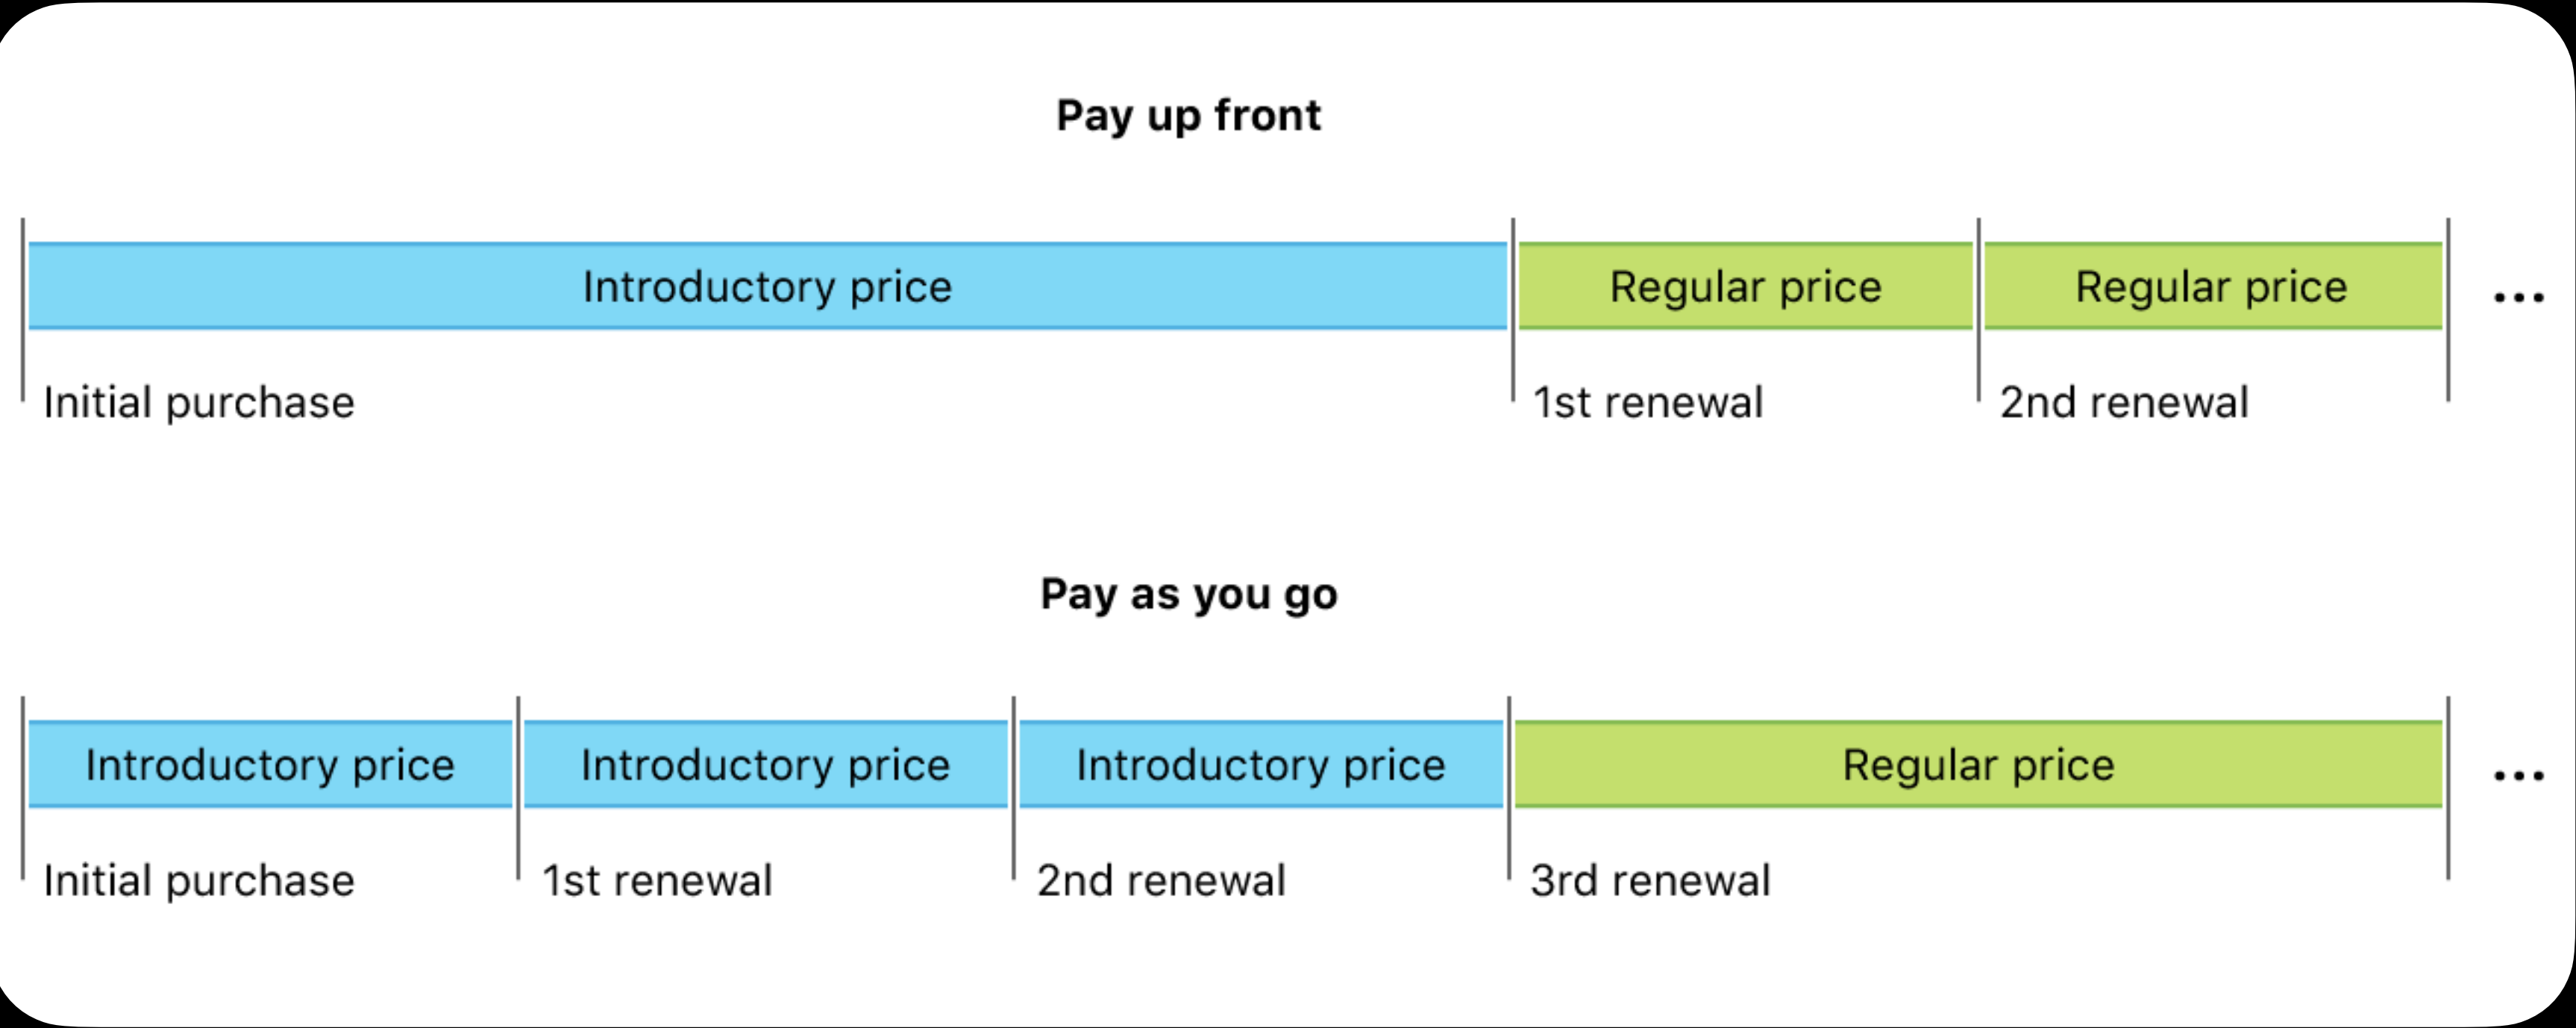 Pay up front
Introductory price Regular price Regular price ...
Initial purchase 1st renewal 2nd renewal
Pay as you go
Introductory price Introductory price Introductory price Regular price ...
Initial purchase 1st renewal 2nd renewal 3rd renewal